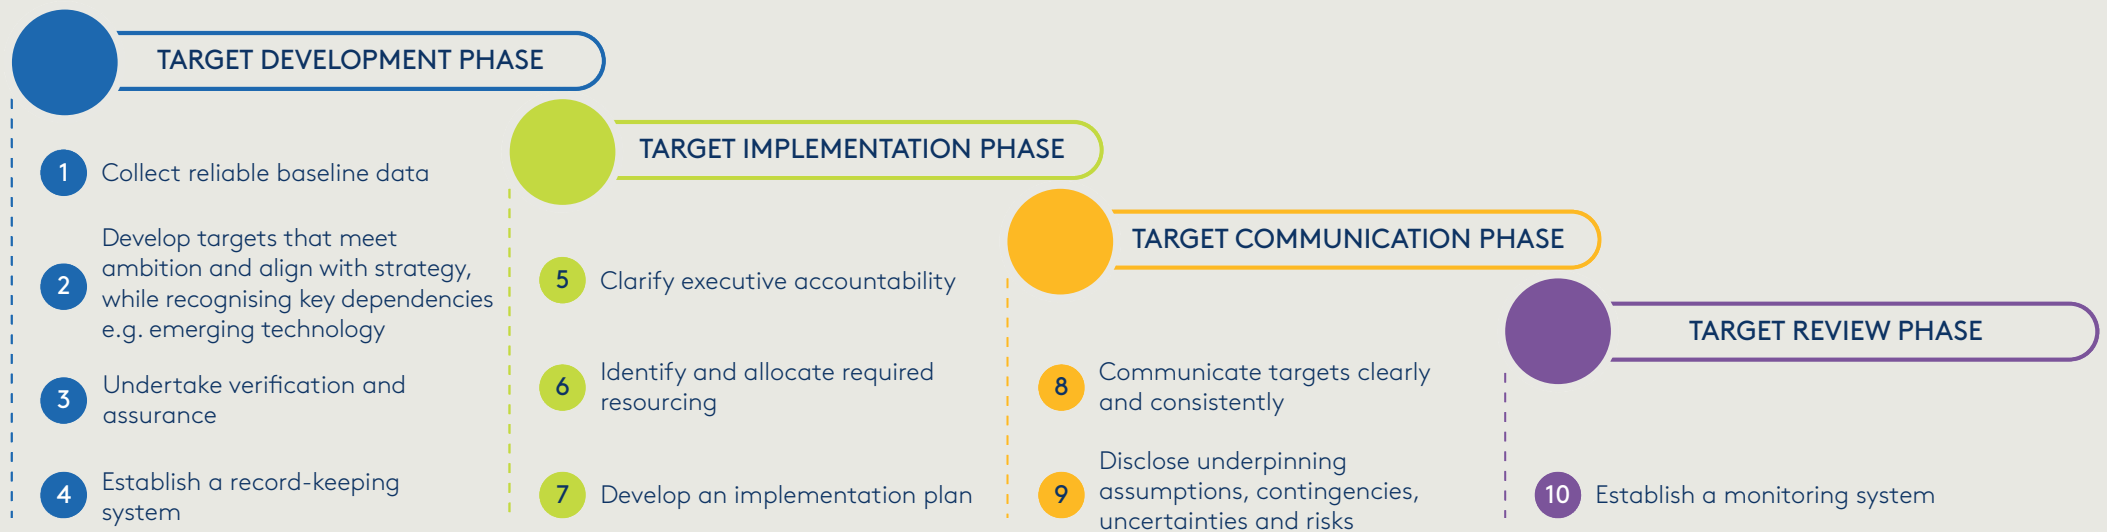 TARGET DEVELOPMENT PHASE
1 Collect reliable baseline data
Develop targets that meet
ambition and align with strategy,
2 while recognising key dependencies
e.g. emerging technology
3 Undertake verification and
assurance
4 Establish a record-keeping
system
TARGET IMPLEMENTATION PHASE
5 Clarify executive accountability
6 Identify and allocate required
resourcing
7 Develop an implementation plan
TARGET COMMUNICATION PHASE
8 Communicate targets clearly
and consistently
Disclose underpinning
9 assumptions, contingencies,
uncertainties and risks
TARGET REVIEW PHASE
10 Establish a monitoring system